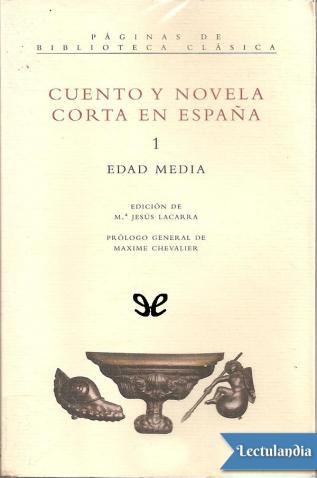 PÁGINAS DE
BIBLIOTECA CLÁSICA
CUENTO Y NOVELA
CORTA EN ESPAÑA
1
EDAD MEDIA
EDICIÓN DE
M.ª JESÚS LACARRA
PRÓLOGO GENERAL DE
MAXIME CHEVALIER
Lectulandia